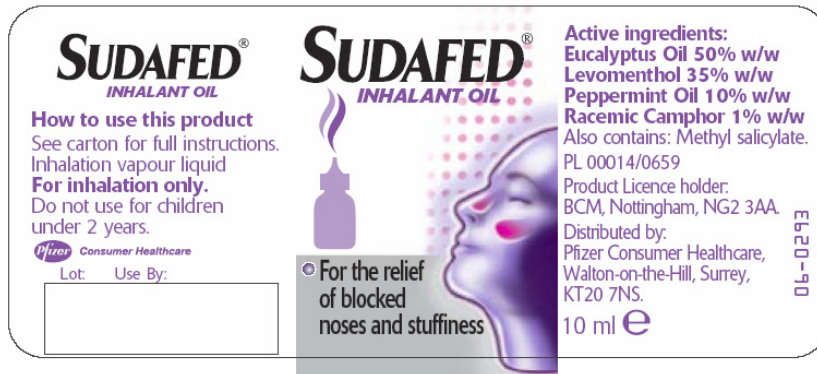 SUDAFED®
INHALANT OIL
How to use this product
See carton for full instructions.
Inhalation vapour liquid
For inhalation only.
Do not use for children
under 2 years.
Pfizer Consumer Healthcare
Lot: Use By:
SUDAFED®
INHALANT OIL
For the relief
of blocked
noses and stuffiness
Active ingredients:
Eucalyptus Oil 50% w/w
Levomenthol 35% w/w
Peppermint Oil 10% w/w
Racemic Camphor 1% w/w
Also contains: Methyl salicylate.
PL 00014/0659
Product Licence holder:
BCM, Nottingham, NG2 3AA.
Distributed by:
Pfizer Consumer Healthcare,
Walton-on-the-Hill, Surrey,
KT20 7NS.
10 ml ℮
06-0293